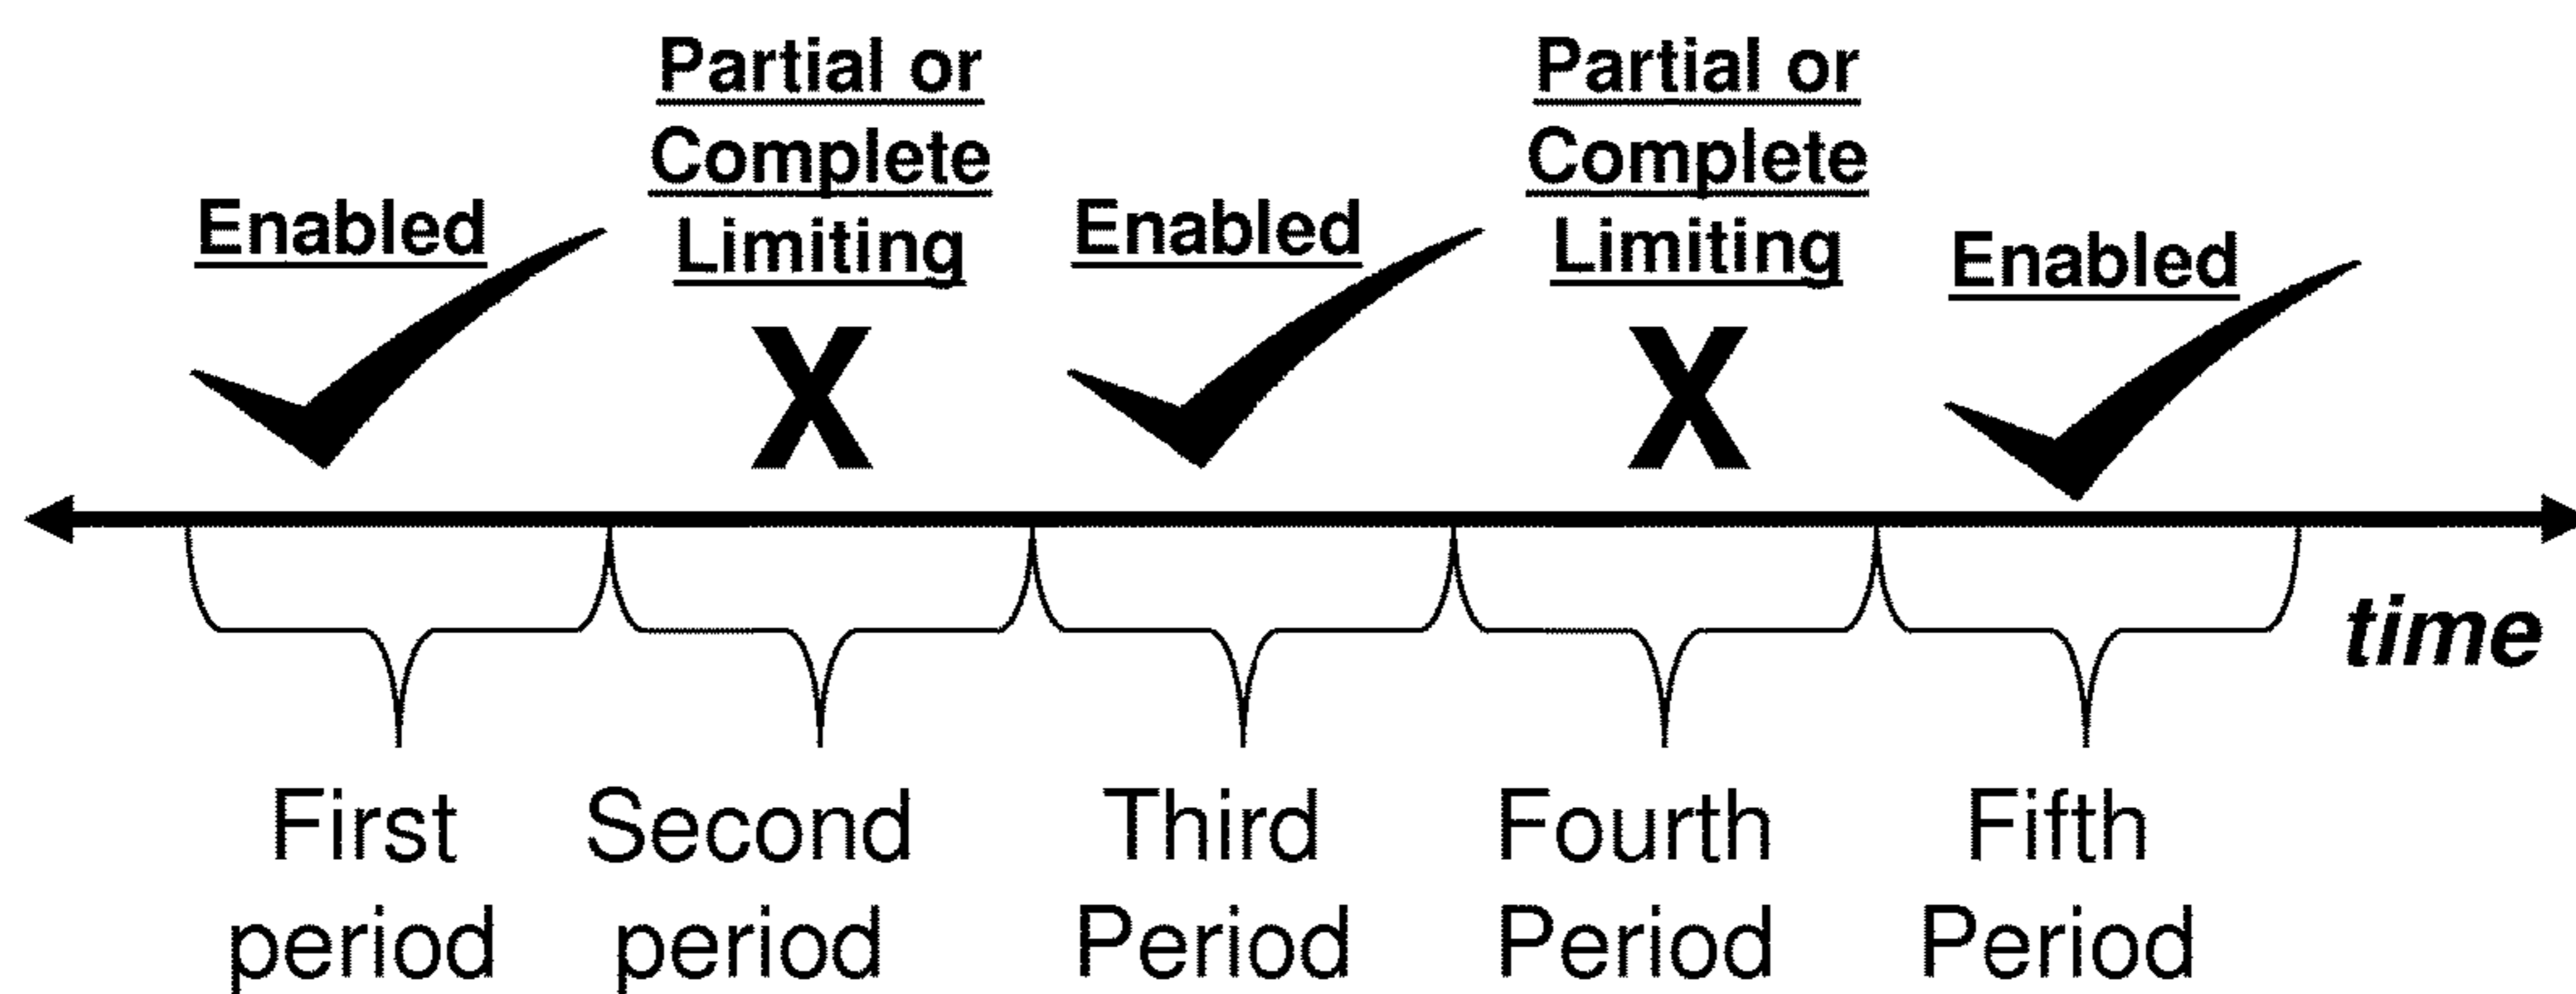 Enabled
Partial or
Complete
Limiting
X
Enabled
Partial or
Complete
Limiting
X
Enabled
time
First
period
Second
period
Third
Period
Fourth
Period
Fifth
Period